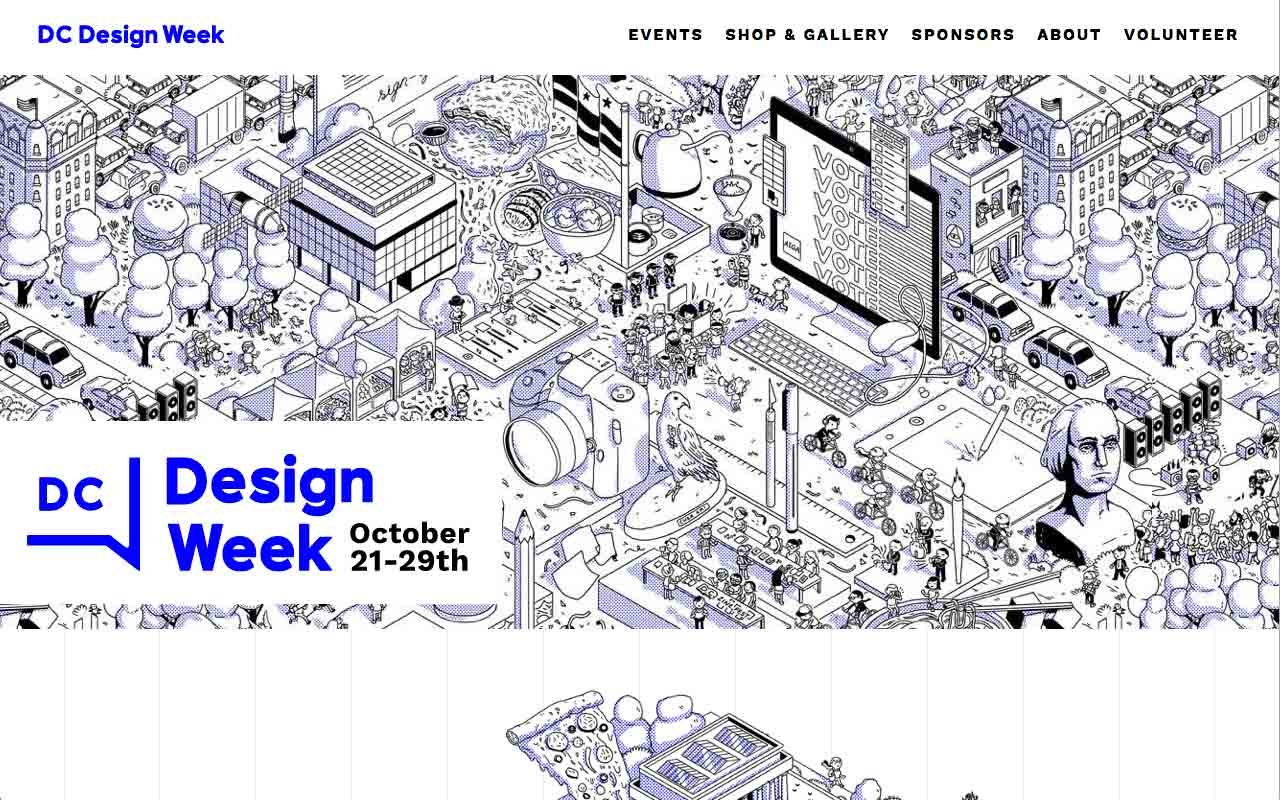 DC Design Week
EVENTS SHOP & GALLERY SPONSORS ABOUT VOLUNTEER
sign
VOTE
VOTE
VOTE
VOTE
VOTE
AIGA
DC
Design
Week
October
21-29th